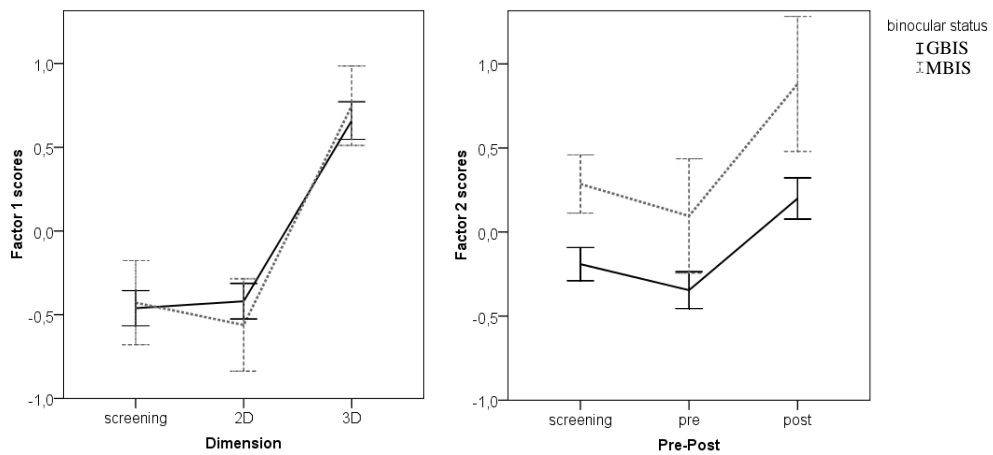 Factor 1 scores
1,0
0,5
0,0
-0,5
-1,0
screening 2D 3D
Dimension
Factor 2 scores
1,0
0,5
0,0
-0,5
-1,0
screening pre post
Pre-Post
binocular status
GBIS
MBIS